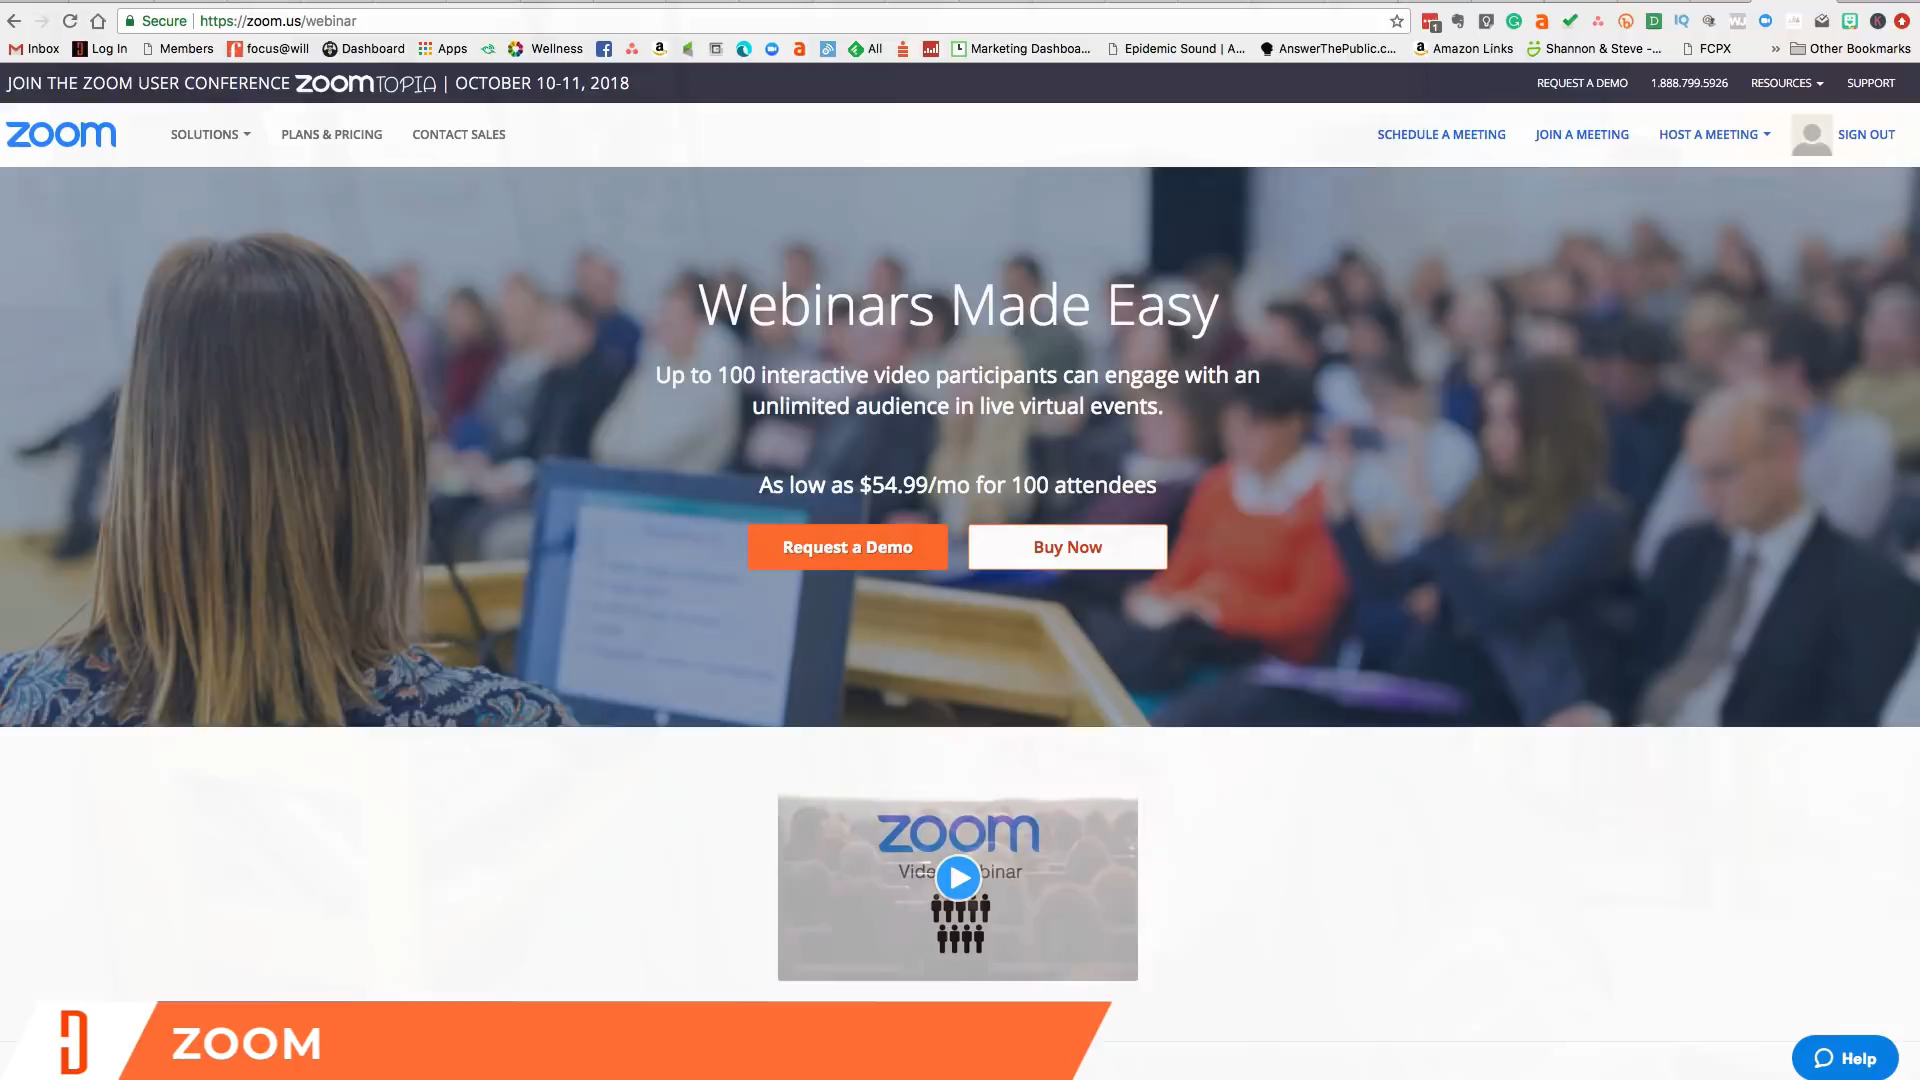 Secure https://zoom.us/webinar
Inbox Log In Members focus@will Dashboard Apps Wellness All Marketing Dashboa... Epidemic Sound | A... AnswerThePublic.c... Amazon Links Shannon & Steve -... FCPX » Other Bookmarks
JOIN THE ZOOM USER CONFERENCE zoomTOPIA | OCTOBER 10-11, 2018 REQUEST A DEMO 1.888.799.5926 RESOURCES SUPPORT
zoom SOLUTIONS PLANS & PRICING CONTACT SALES SCHEDULE A MEETING JOIN A MEETING HOST A MEETING SIGN OUT
Webinars Made Easy
Up to 100 interactive video participants can engage with an
unlimited audience in live virtual events.
As low as $54.99/mo for 100 attendees
Request a Demo Buy Now
zoom
ZOOM
Help